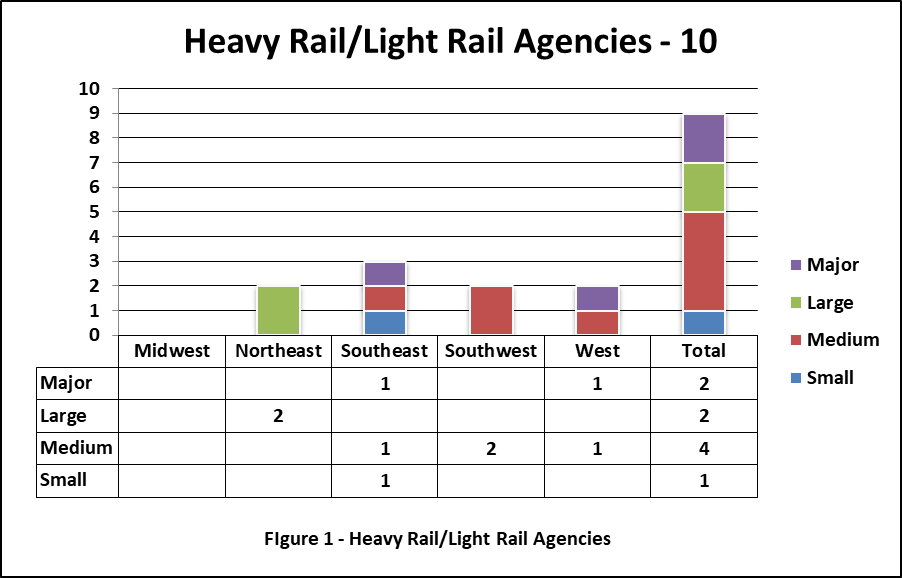 Heavy Rail/Light Rail Agencies - 10
10
9
8
7
6
5
4
3
2
1
0
Midwest Northeast Southeast Southwest West Total
Major 1 1 2
Large 2 2
Medium 1 2 1 4
Small 1 1
Major
Large
Medium
Small
FIgure 1 - Heavy Rail/Light Rail Agencies